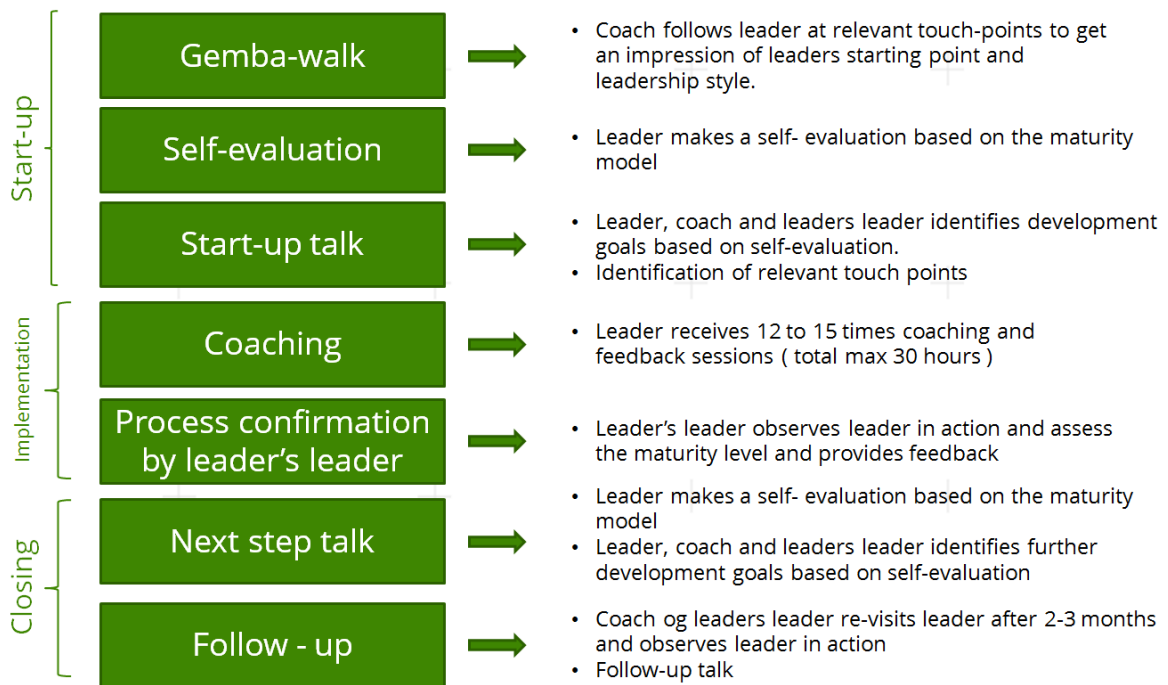 Start-up
Gemba-walk
• Coach follows leader at relevant touch-points to get
an impression of leaders starting point and
leadership style.
Self-evaluation
• Leader makes a self- evaluation based on the maturity
model
Start-up talk
• Leader, coach and leaders leader identifies development
goals based on self-evaluation.
• Identification of relevant touch points
Implementation
Coaching
• Leader receives 12 to 15 times coaching and
feedback sessions ( total max 30 hours )
Process confirmation
by leader's leader
• Leader's leader observes leader in action and assess
the maturity level and provides feedback
Closing
Next step talk
• Leader makes a self- evaluation based on the maturity
model
• Leader, coach and leaders leader identifies further
development goals based on self-evaluation
Follow - up
• Coach og leaders leader re-visits leader after 2-3 months
and observes leader in action
• Follow-up talk